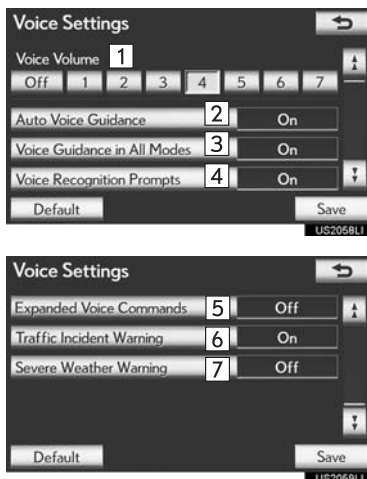 Voice Settings
Voice Volume 1
Off 1 2 3 4 5 6 7
Auto Voice Guidance 2 On
Voice Guidance in All Modes 3 On
Voice Recognition Prompts 4 On
Default Save
US2058LI
Voice Settings
Expanded Voice Commands 5 Off
Traffic Incident Warning 6 On
Severe Weather Warning 7 Off
Default Save